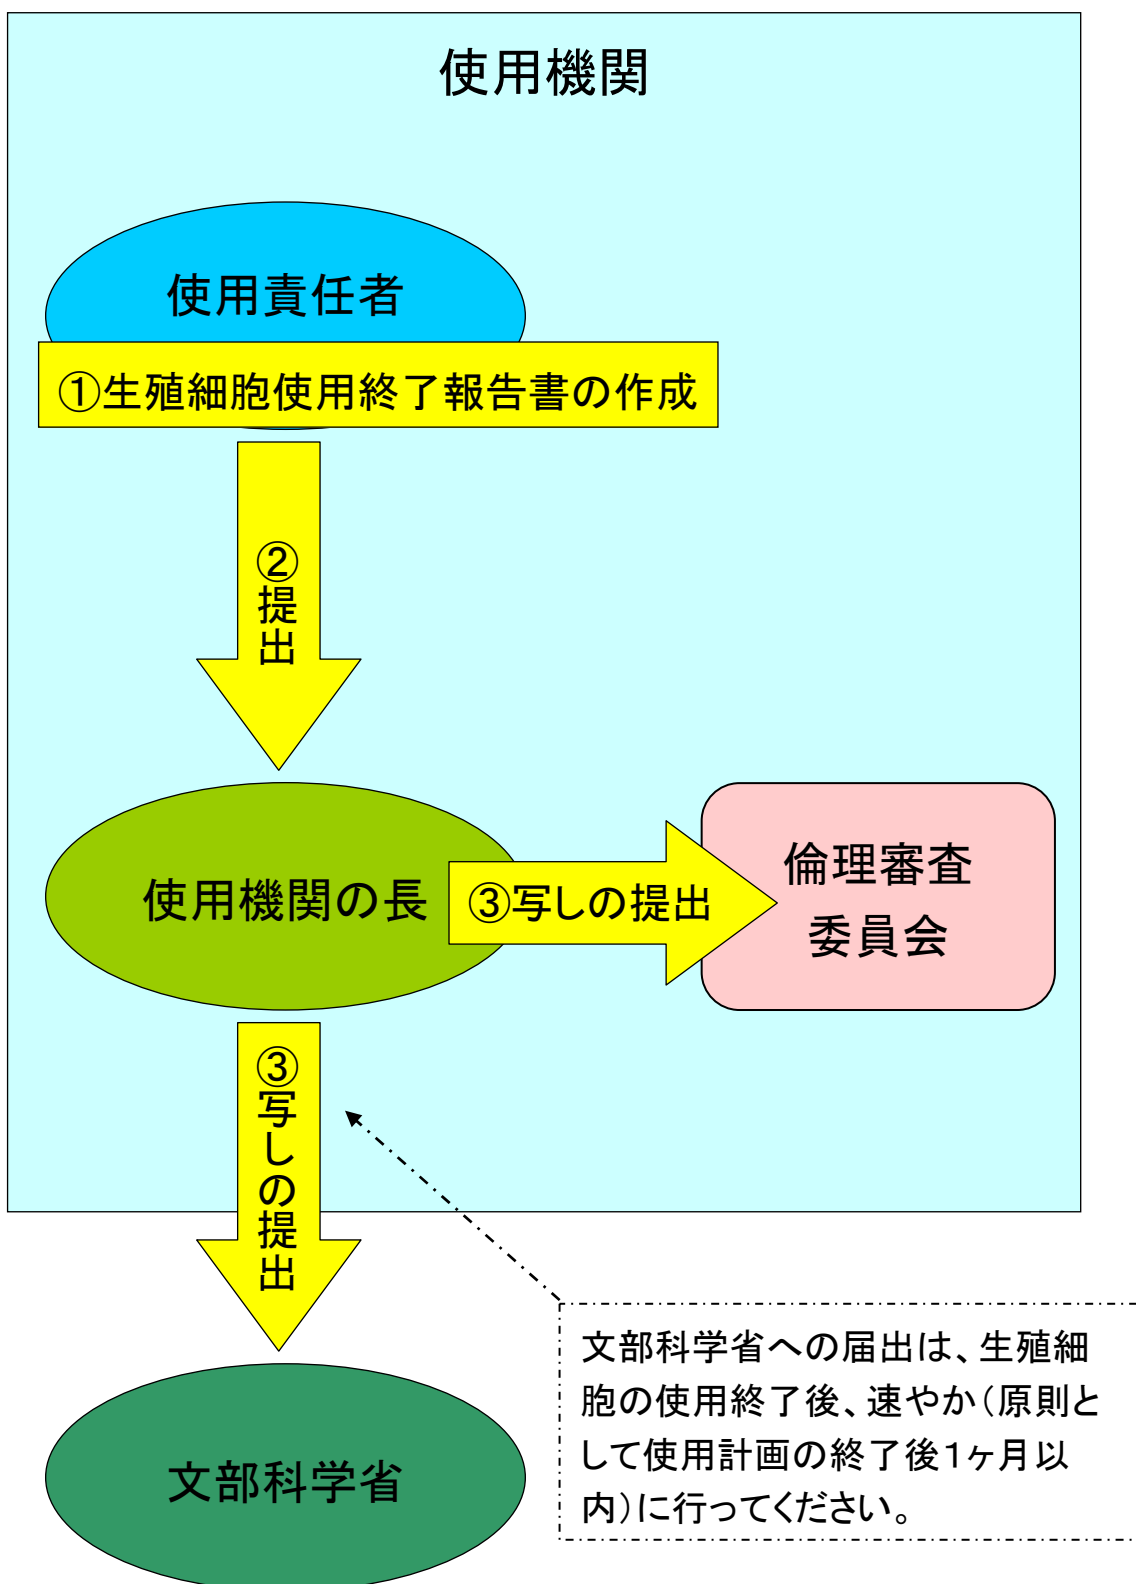 使用機関
使用責任者
①生殖細胞使用終了報告書の作成
②提出
使用機関の長
③写しの提出
倫理審査
委員会
③写しの提出
文部科学省への届出は、生殖細
胞の使用終了後、速やか（原則と
して使用計画の終了後１ヶ月以
内）に行ってください。
文部科学省